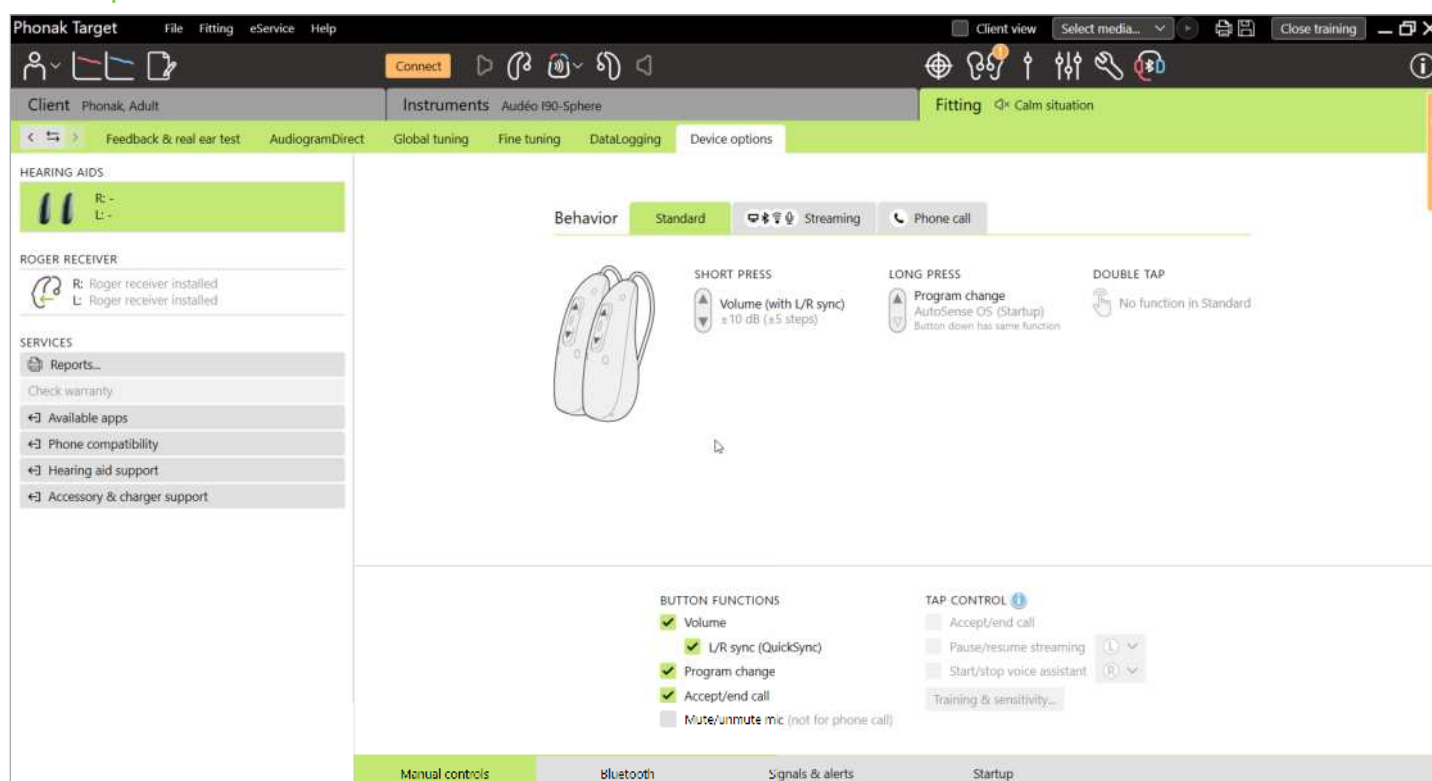 Phonak Target File Fitting eService Help Client view Select media... Close training
Connect
Client Phonak, Adult Instruments Audéo I90-Sphere Fitting Calm situation
Feedback & real ear test AudiogramDirect Global tuning Fine tuning DataLogging Device options
HEARING AIDS
R: -
L: -
ROGER RECEIVER
R: Roger receiver installed
L: Roger receiver installed
SERVICES
Reports...
Check warranty
Available apps
Phone compatibility
Hearing aid support
Accessory & charger support
Behavior Standard Streaming Phone call
SHORT PRESS
Volume (with L/R sync)
±10 dB (±5 steps)
LONG PRESS
Program change
AutoSense OS (Startup)
Button down has same function
DOUBLE TAP
No function in Standard
BUTTON FUNCTIONS
Volume
L/R sync (QuickSync)
Program change
Accept/end call
Mute/unmute mic (not for phone call)
TAP CONTROL
Accept/end call
Pause/resume streaming L
Start/stop voice assistant R
Training & sensitivity...
Manual controls Bluetooth Signals & alerts Startup